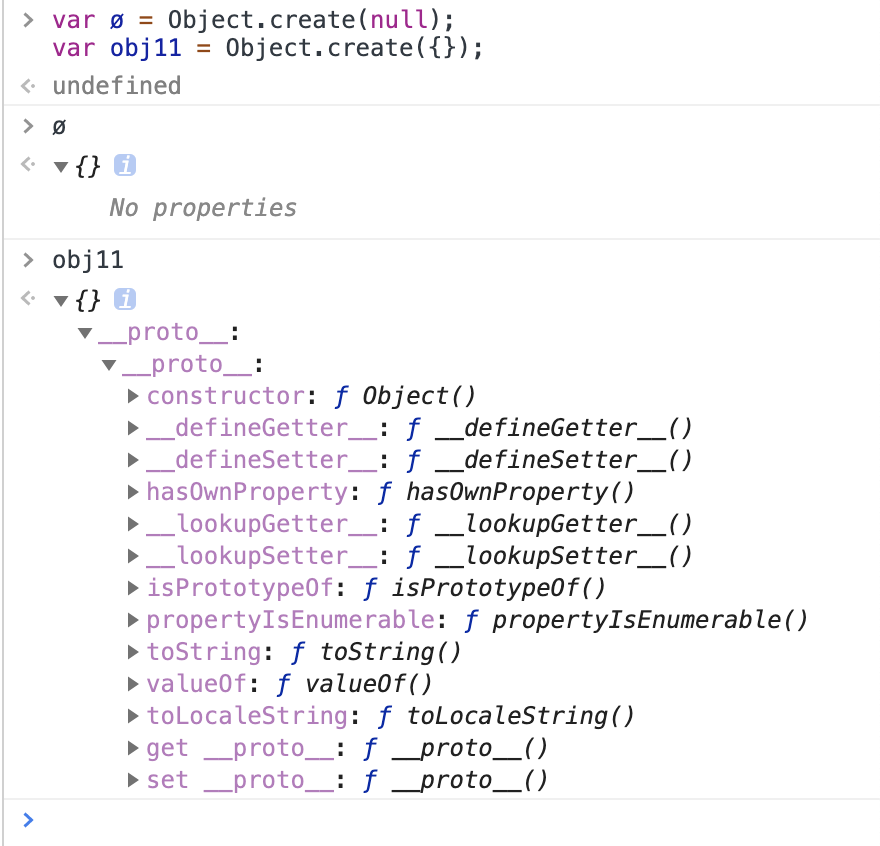 > var ø = Object.create(null);
var obj11 = Object.create({});
undefined
> ø
▼{} i
No properties
> obj11
▼{} i
▼__proto__:
▼__proto__:
▶constructor: ƒ Object()
▶__defineGetter__: ƒ __defineGetter__()
▶__defineSetter__: ƒ __defineSetter__()
▶hasOwnProperty: ƒ hasOwnProperty()
▶__lookupGetter__: ƒ __lookupGetter__()
▶__lookupSetter__: ƒ __lookupSetter__()
▶isPrototypeOf: ƒ isPrototypeOf()
▶propertyIsEnumerable: ƒ propertyIsEnumerable()
▶toString: ƒ toString()
▶valueOf: ƒ valueOf()
▶toLocaleString: ƒ toLocaleString()
▶get __proto__: ƒ __proto__()
▶set __proto__: ƒ __proto__()
>